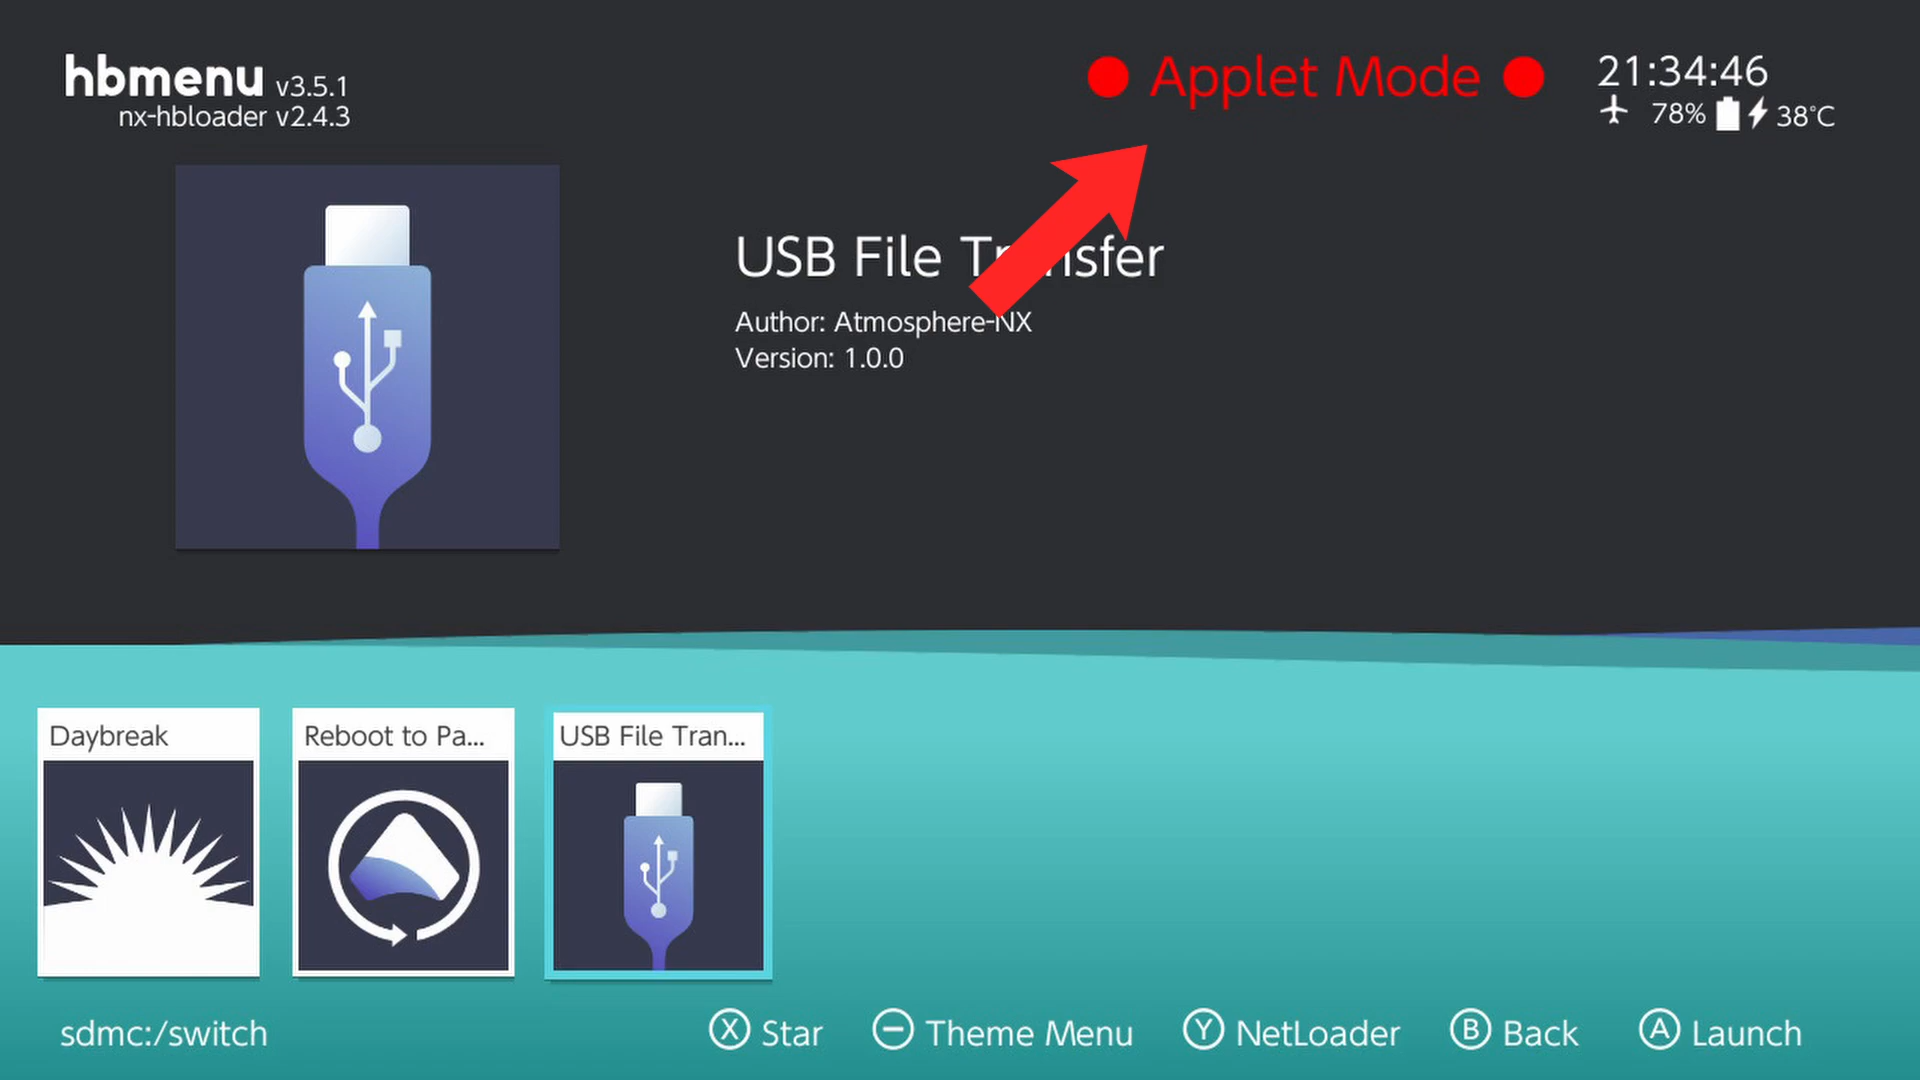 hbmenu v3.5.1
nx-hbloader v2.4.3
Applet Mode
21:34:46
78% 38°C
USB File Tr nsfer
Author: Atmosphere-NX
Version: 1.0.0
Daybreak
Reboot to Pa...
USB File Tran...
sdmc:/switch
X Star
Theme Menu
Y NetLoader
B Back
A Launch